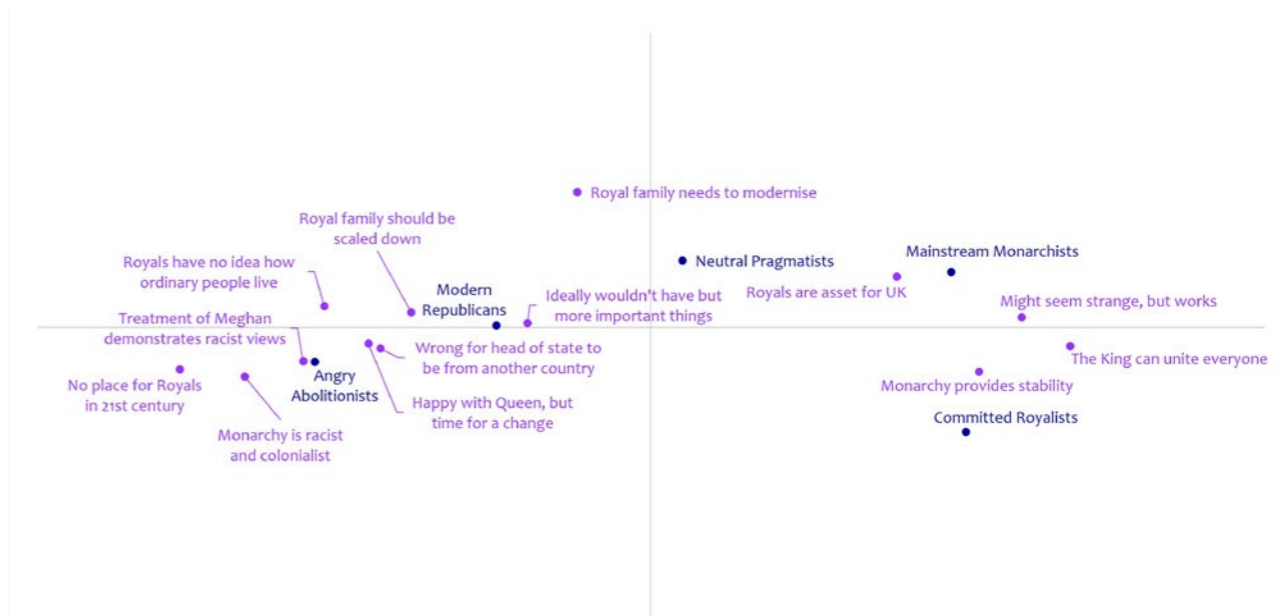 Royal family needs to modernise
Royal family should be
scaled down
Royals have no idea how
ordinary people live
Neutral Pragmatists
Mainstream Monarchists
Modern
Republicans
Royals are asset for UK
Ideally wouldn't have but
more important things
Might seem strange, but works
Treatment of Meghan
demonstrates racist views
Wrong for head of state to
be from another country
The King can unite everyone
Angry
Abolitionists
No place for Royals
in 21st century
Monarchy provides stability
Happy with Queen, but
time for a change
Committed Royalists
Monarchy is racist
and colonialist